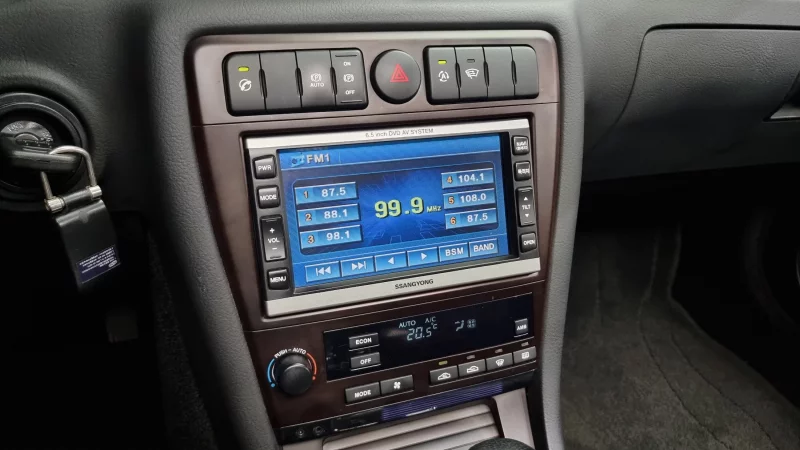 ON
AUTO
OFF
6.5 inch DVD AV SYSTEM
PWR
FM1
MODE
1 87.5
2 88.1
3 98.1
99.9 MHz
4 104.1
5 108.0
6 87.5
+
VOL
-
TILT
MENU
BSM
BAND
OPEN
SSANGYONG
PUSH-AUTO
ECON
OFF
AUTO A/C
20.5°C
AMB
MODE